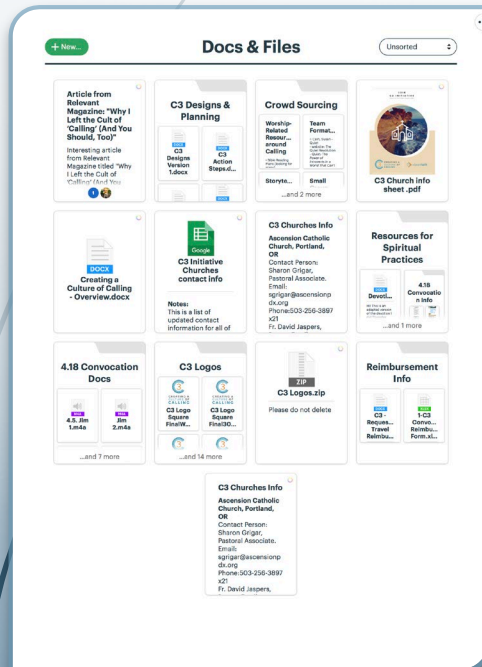 + New...
Docs & Files
Unsorted
Article from
Relevant
Magazine: "Why I
Left the Cult of
'Calling' (And You
Should, Too)"
Interesting article
from Relevant
Magazine titled "Why
I Left the Cult of
'Calling' (And You
1
C3 Designs &
Planning
DOCX
C3
Designs
Version
1.docx
DOCX
C3
Action
Steps.d...
Crowd Sourcing
Worship-
Related
Resour...
around
Calling
Team
Format...
Storyte...
Small
...and 2 more
C3 Church info
sheet .pdf
DOCX
Creating a
Culture of Calling
- Overview.docx
Google
C3 Initiative
Churches
contact info
Notes:
This is a list of
updated contact
information for all of
C3 Churches Info
Ascension Catholic
Church, Portland,
OR
Contact Person:
Sharon Grigar,
Pastoral Associate.
Email:
sgrigar@ascensionp
dx.org
Phone:503-256-3897
x21
Fr. David Jaspers,
Resources for
Spiritual
Practices
DOCX
Devoti...
4.18
Convocatio
n Info
...and 1 more
4.18 Convocation
Docs
M4A
4.5. Jim
1.m4a
M4A
Jim
2.m4a
...and 7 more
C3 Logos
C3
CALLING
C3 Logo
Square
FinalW...
C3
CALLING
C3 Logo
Square
Final30...
...and 14 more
ZIP
C3 Logos.zip
Please do not delete
Reimbursement
Info
DOCX
C3 -
Reques...
Travel
Reimbu...
1-C3
Convo...
Reimbu...
Form.xl...
C3 Churches Info
Ascension Catholic
Church, Portland,
OR
Contact Person:
Sharon Grigar,
Pastoral Associate.
Email:
sgrigar@ascensionp
dx.org
Phone:503-256-3897
x21
Fr. David Jaspers,